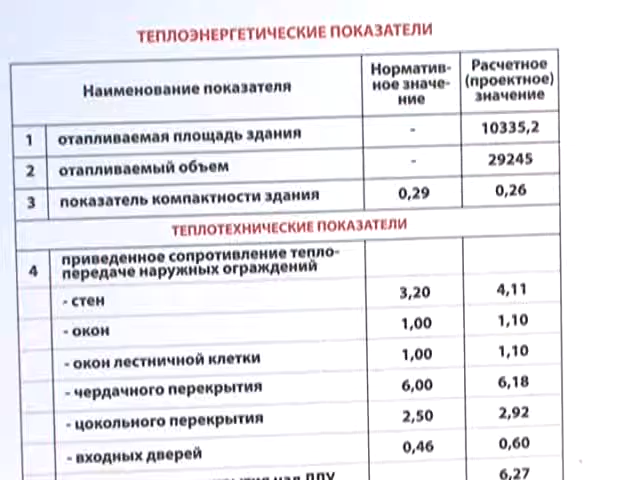 ТЕПЛОЭНЕРГЕТИЧЕСКИЕ ПОКАЗАТЕЛИ
Наименование показателя
Норматив-
ное значе-
ние
Расчетное
(проектное)
значение
1 отапливаемая площадь здания - 10335,2
2 отапливаемый объем - 29245
3 показатель компактности здания 0,29 0,26
ТЕПЛОТЕХНИЧЕСКИЕ ПОКАЗАТЕЛИ
4 приведенное сопротивление тепло-
передаче наружных ограждений
- стен 3,20 4,11
- окон 1,00 1,10
- окон лестничной клетки 1,00 1,10
- чердачного перекрытия 6,00 6,18
- цокольного перекрытия 2,50 2,92
- входных дверей 0,46 0,60
6,27